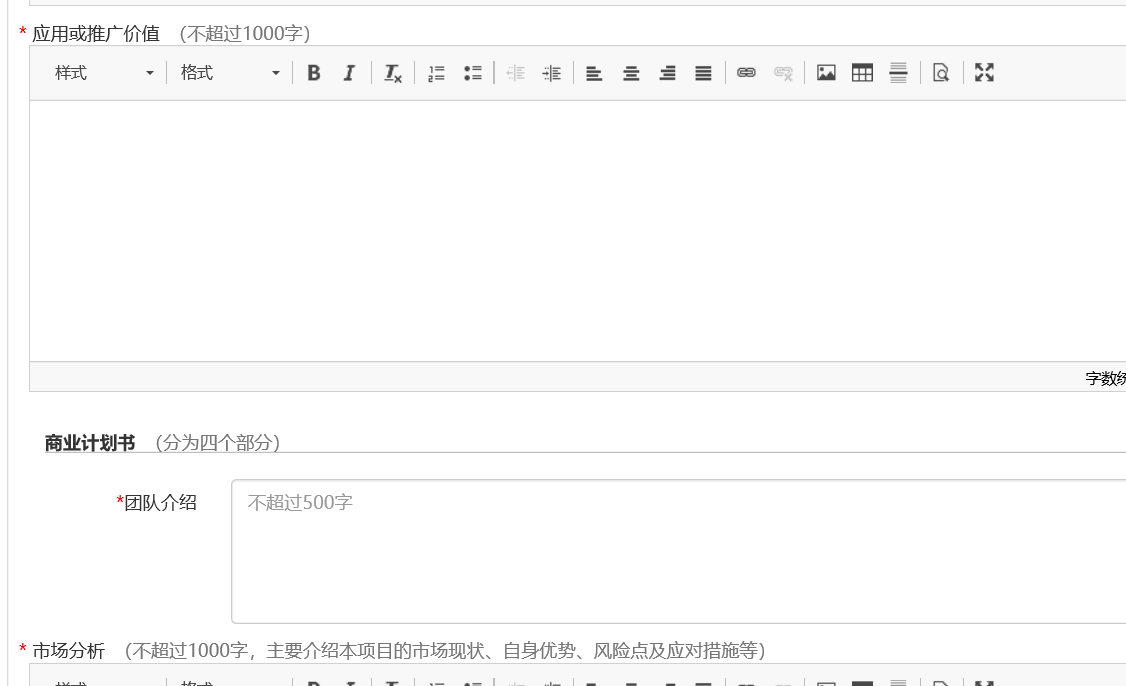 * 应用或推广价值 （不超过1000字）
样式 格式 B I Tx
字数
商业计划书 （分为四个部分）
*团队介绍 不超过500字
* 市场分析 （不超过1000字，主要介绍本项目的市场现状、自身优势、风险点及应对措施等）